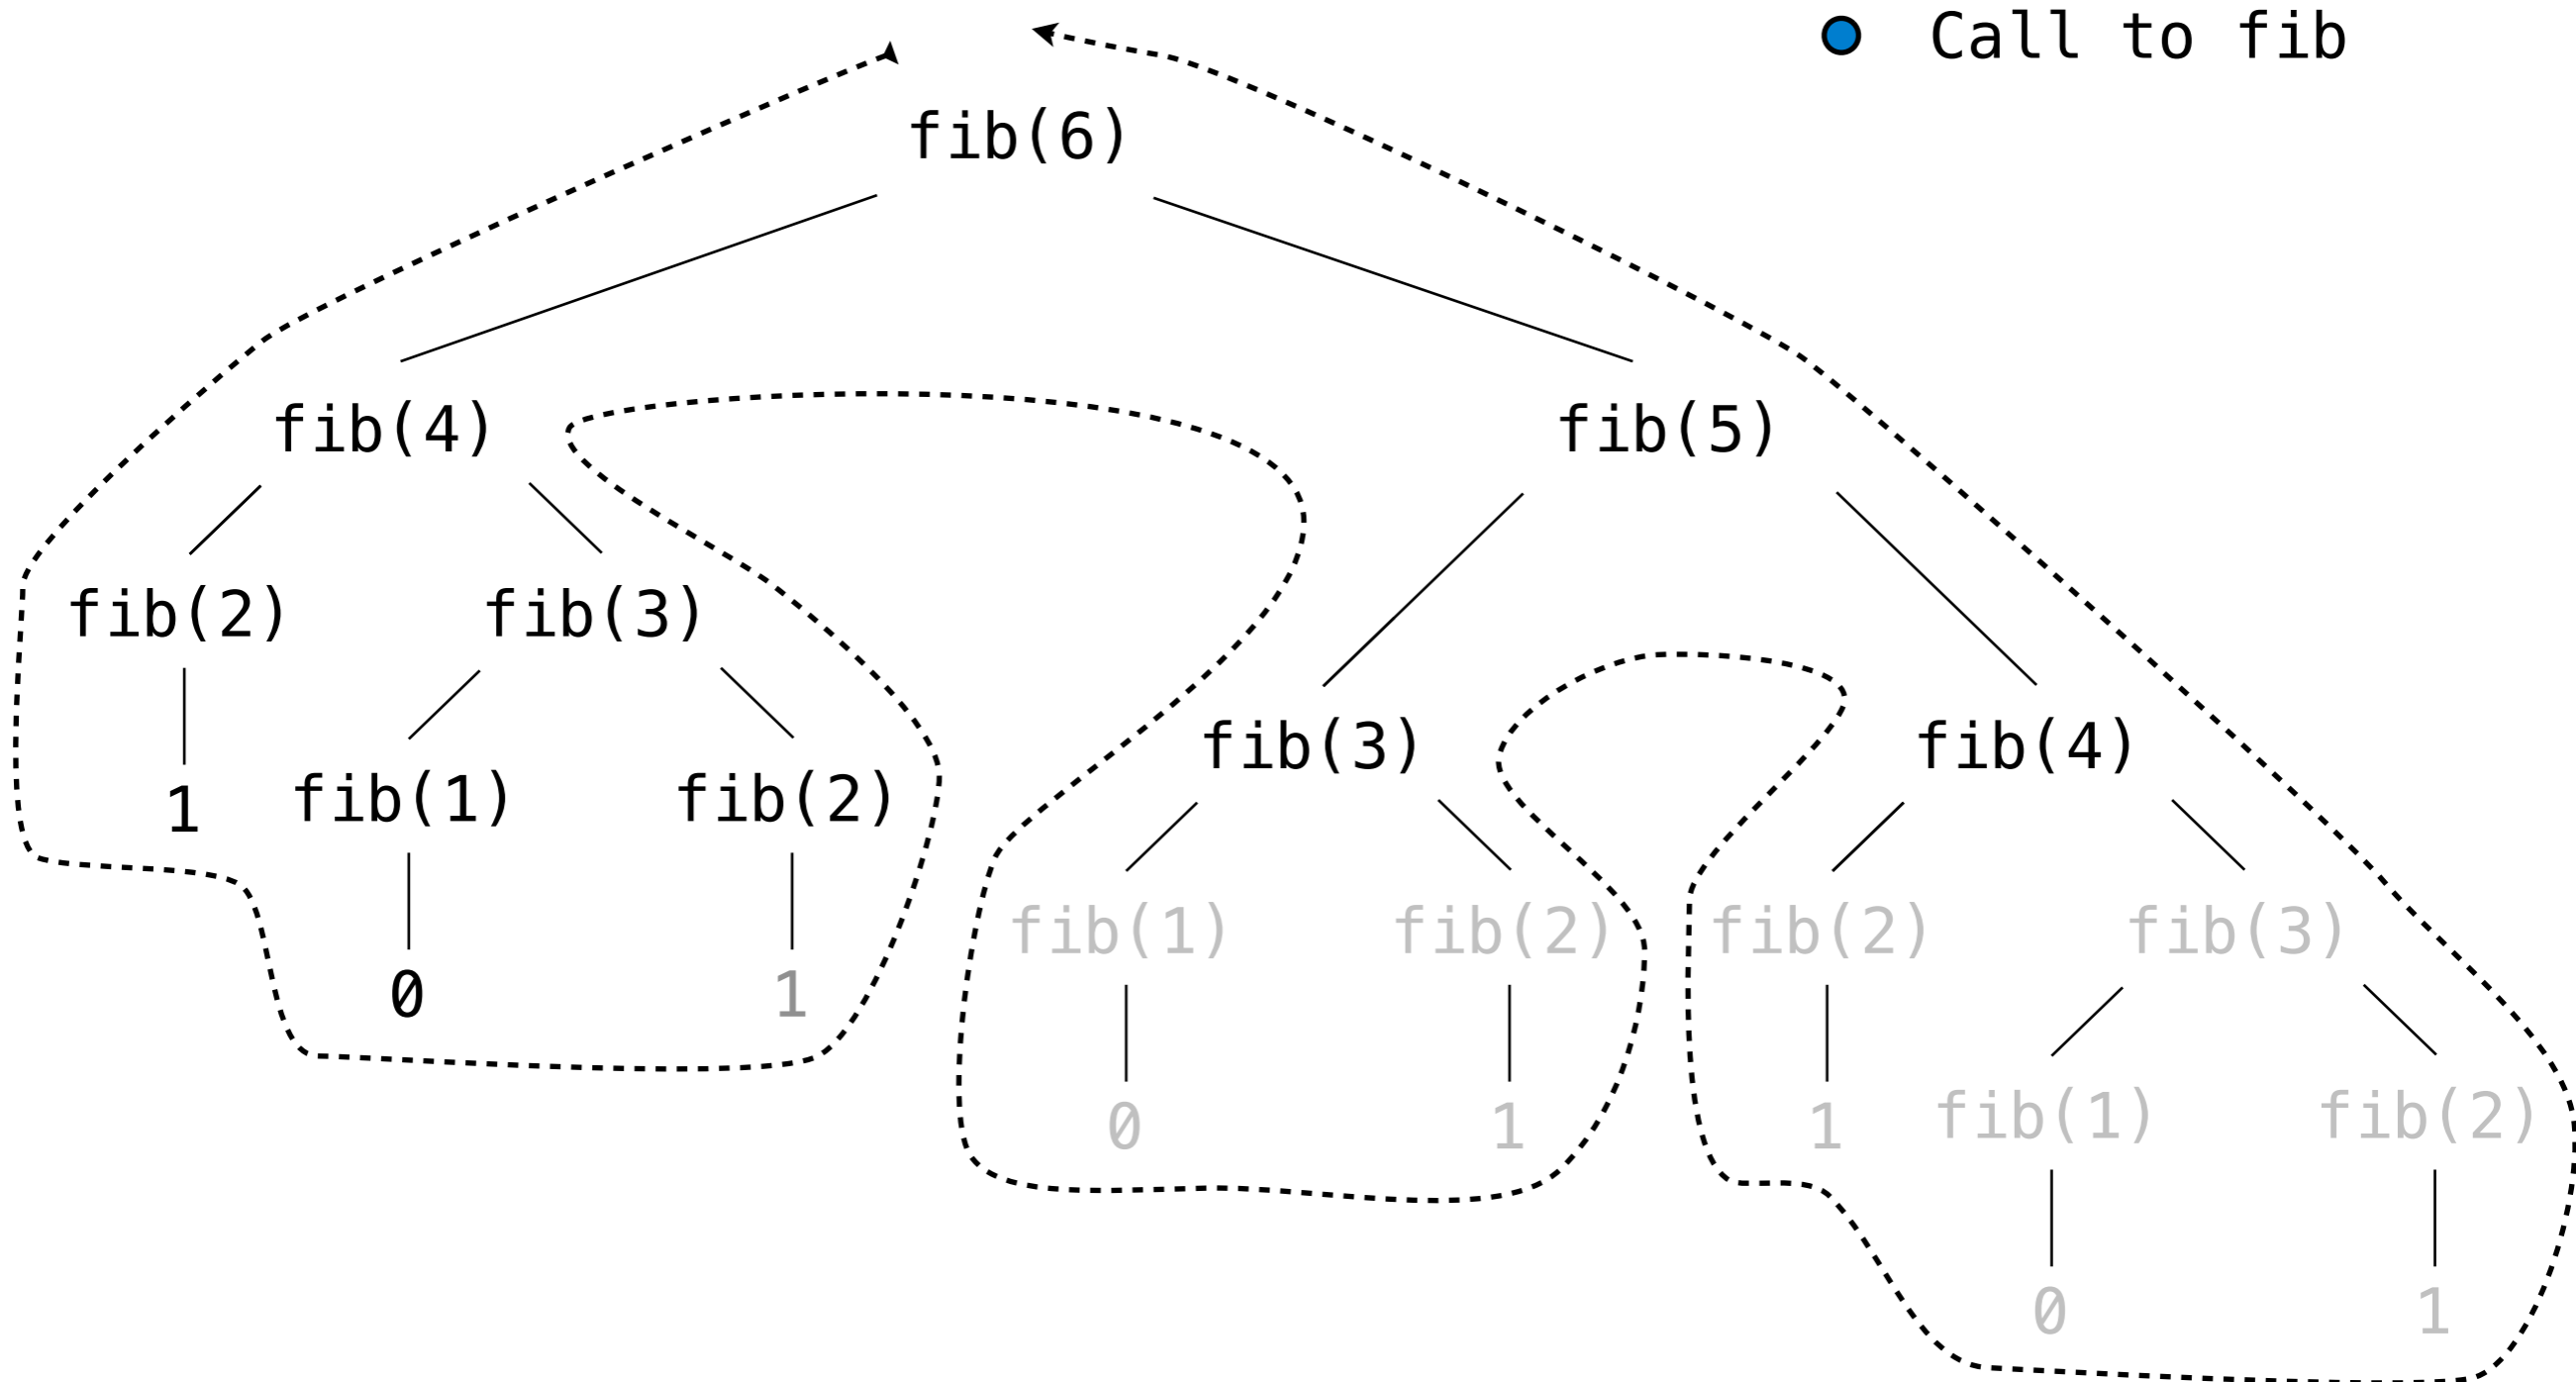 Call to fib
fib(6)
fib(4) fib(5)
fib(2) fib(3)
fib(3) fib(4)
1 fib(1) fib(2)
fib(1) fib(2) fib(2) fib(3)
0 1
0 1 1 fib(1) fib(2)
0 1